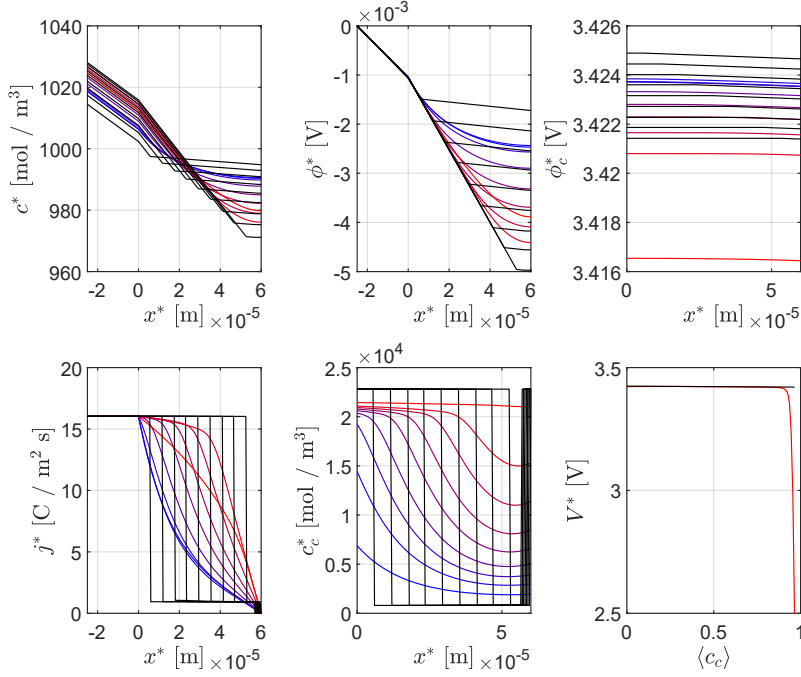 1040
1020
1000
980
960
c* [mol / m³]
-2 0 2 4 6
x* [m] ×10⁻⁵
×10⁻³
0
-1
-2
-3
-4
-5
ϕ* [V]
-2 0 2 4 6
x* [m] ×10⁻⁵
3.426
3.424
3.422
3.42
3.418
3.416
ϕ*c [V]
0 5
x* [m] ×10⁻⁵
20
15
10
5
0
j* [C / m² s]
-2 0 2 4 6
x* [m] ×10⁻⁵
×10⁴
2.5
2.0
1.5
1.0
0.5
0
c*c [mol / m³]
0 5
x* [m] ×10⁻⁵
3.5
3
2.5
V* [V]
0 0.5 1
⟨cc⟩